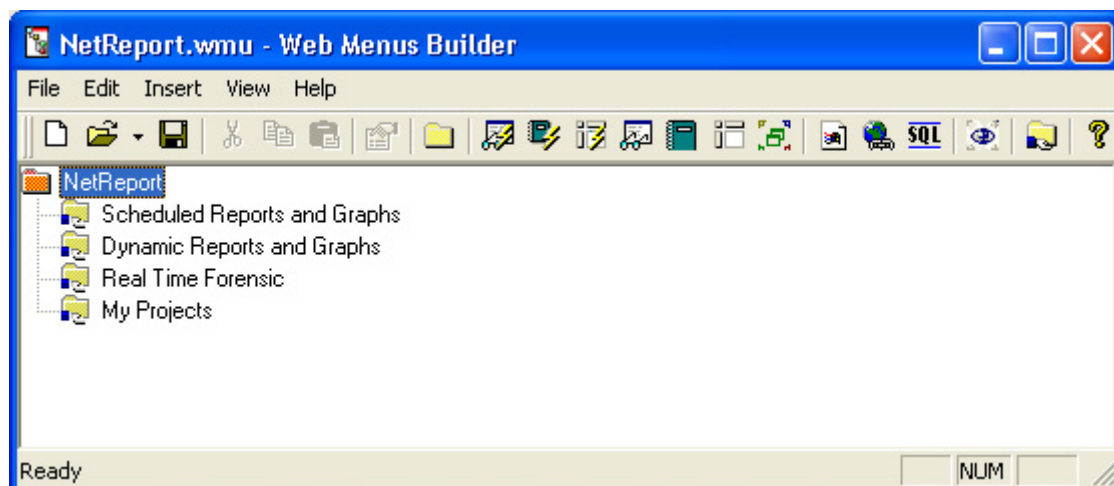 NetReport.wmu - Web Menus Builder
File Edit Insert View Help
SQL
NetReport
Scheduled Reports and Graphs
Dynamic Reports and Graphs
Real Time Forensic
My Projects
Ready NUM